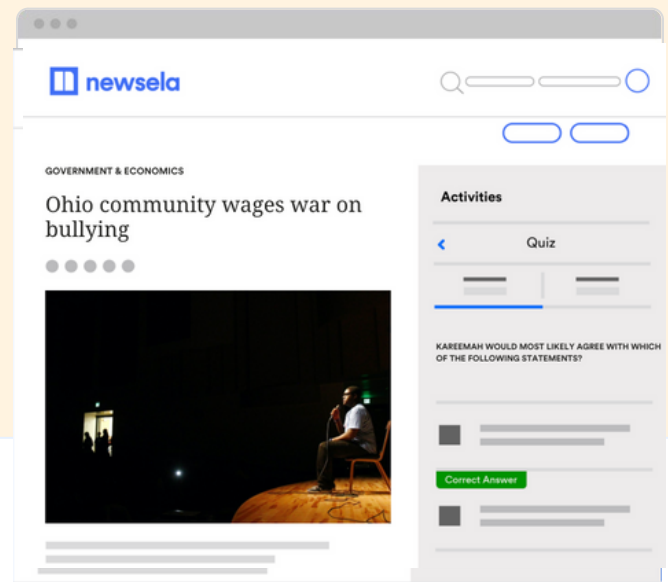 newsela
GOVERNMENT & ECONOMICS
Ohio community wages war on
bullying
Activities
Quiz
KAREEMAH WOULD MOST LIKELY AGREE WITH WHICH
OF THE FOLLOWING STATEMENTS?
Correct Answer